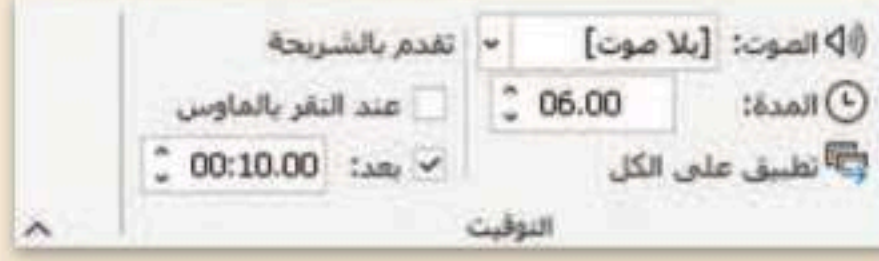 الصوت: [بلا صوت]
المدة: 06.00
تطبيق على الكل
تقدم بالشريحة
عند النقر بالماوس
بعد: 00:10.00
التوقيت